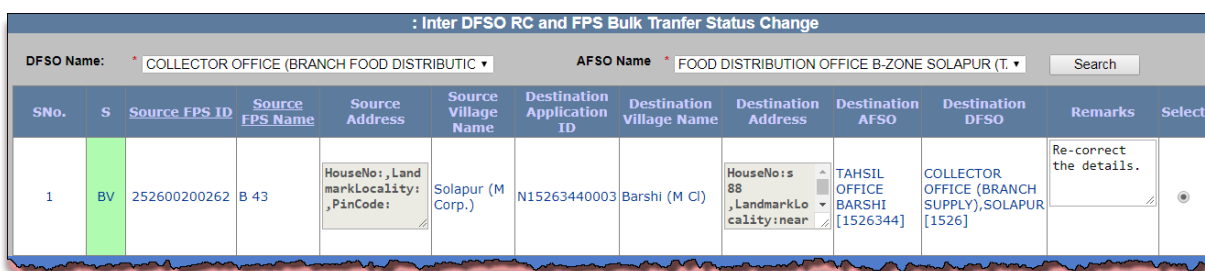 : Inter DFSO RC and FPS Bulk Tranfer Status Change
DFSO Name: * COLLECTOR OFFICE (BRANCH FOOD DISTRIBUTIC AFSO Name * FOOD DISTRIBUTION OFFICE B-ZONE SOLAPUR (T. Search
SNo. S Source FPS ID Source FPS Name Source Address Source Village Name Destination Application ID Destination Village Name Destination Address Destination AFSO Destination DFSO Remarks Select
1 BV 252600200262 B 43 HouseNo:,LandmarkLocality:,PinCode: Solapur (M Corp.) N15263440003 Barshi (M Cl) HouseNo:s 88 ,LandmarkLocality:near TAHSIL OFFICE BARSHI [1526344] COLLECTOR OFFICE (BRANCH SUPPLY),SOLAPUR [1526] Re-correct the details.